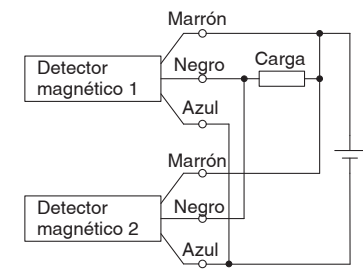 Marrón
Negro
Carga
Detector
magnético 1
Azul
Marrón
Detector
magnético 2
Negro
Azul